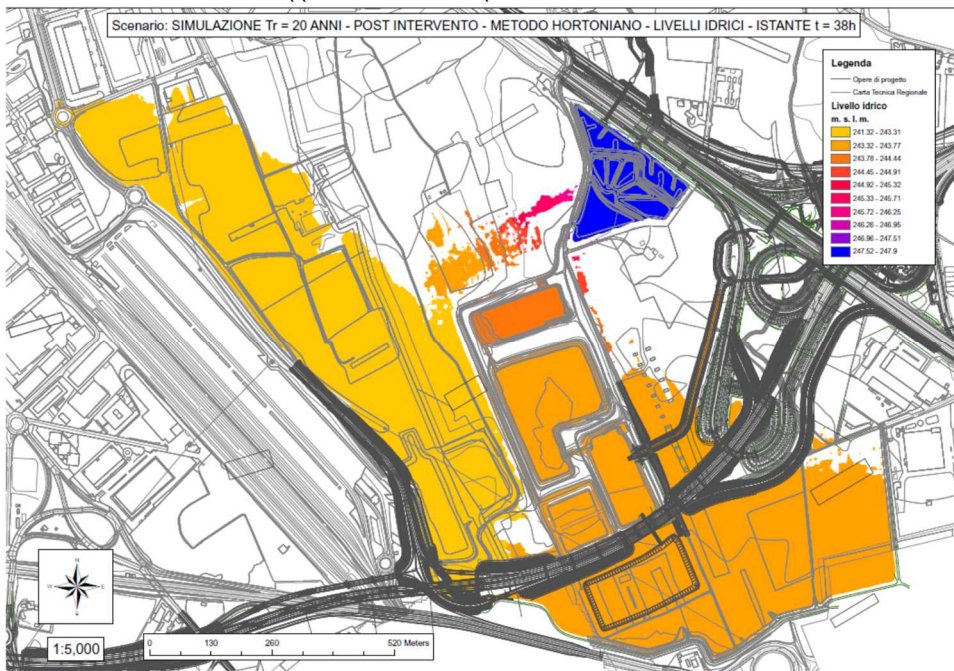 Scenario: SIMULAZIONE Tr = 20 ANNI - POST INTERVENTO - METODO HORTONIANO - LIVELLI IDRICI - ISTANTE t = 38h
Legenda
Opere di progetto
Carta Tecnica Regionale
Livello idrico
m. s. l. m.
241.32 - 243.31
243.32 - 243.77
243.78 - 244.44
244.45 - 244.91
244.92 - 245.32
245.33 - 245.71
245.72 - 246.25
246.26 - 246.95
246.96 - 247.51
247.52 - 247.9
N
W
E
S
1:5,000
0 130 260 520 Meters